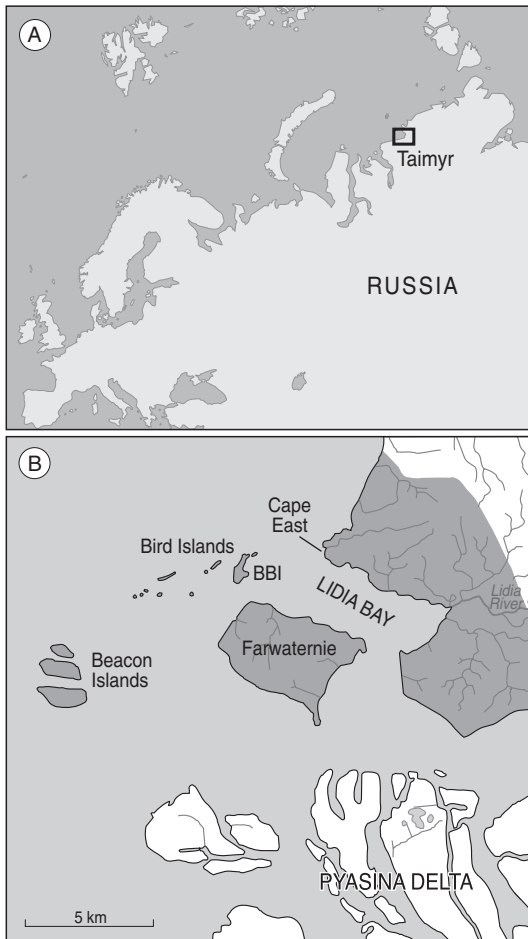 A
Taimyr
RUSSIA
B
Cape
East
Bird Islands
BBI
LIDIA BAY
Lidia
River
Farwaternie
Beacon
Islands
PYASINA DELTA
5 km